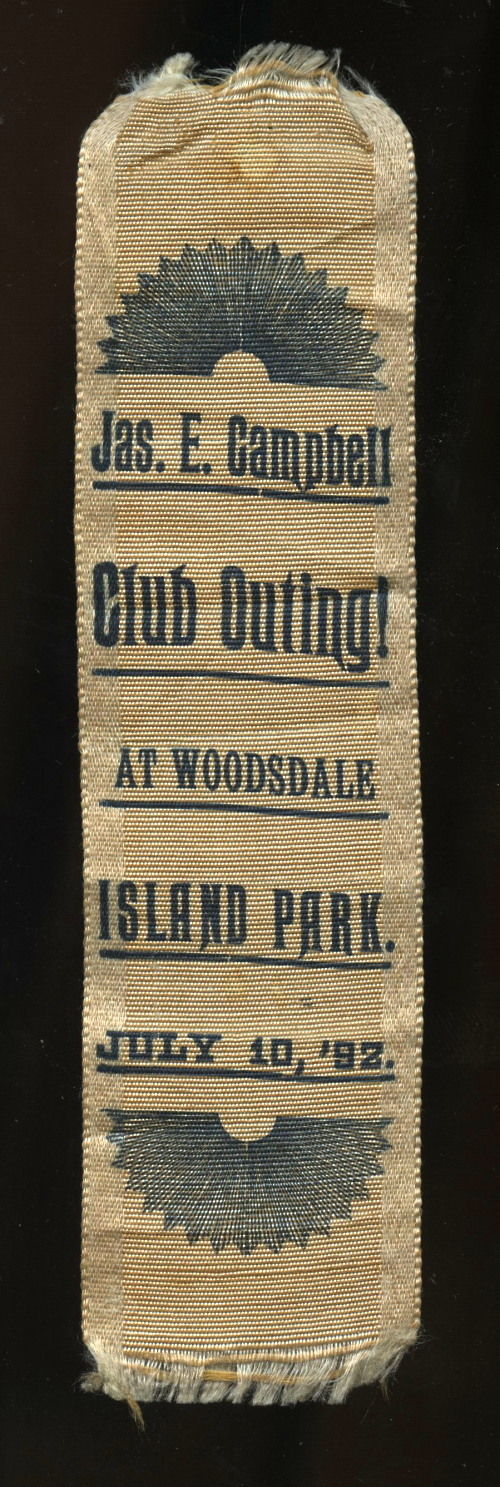 Jas. E. Campbell
Club Outing!
AT WOODSDALE
ISLAND PARK.
JULY 10, '92.